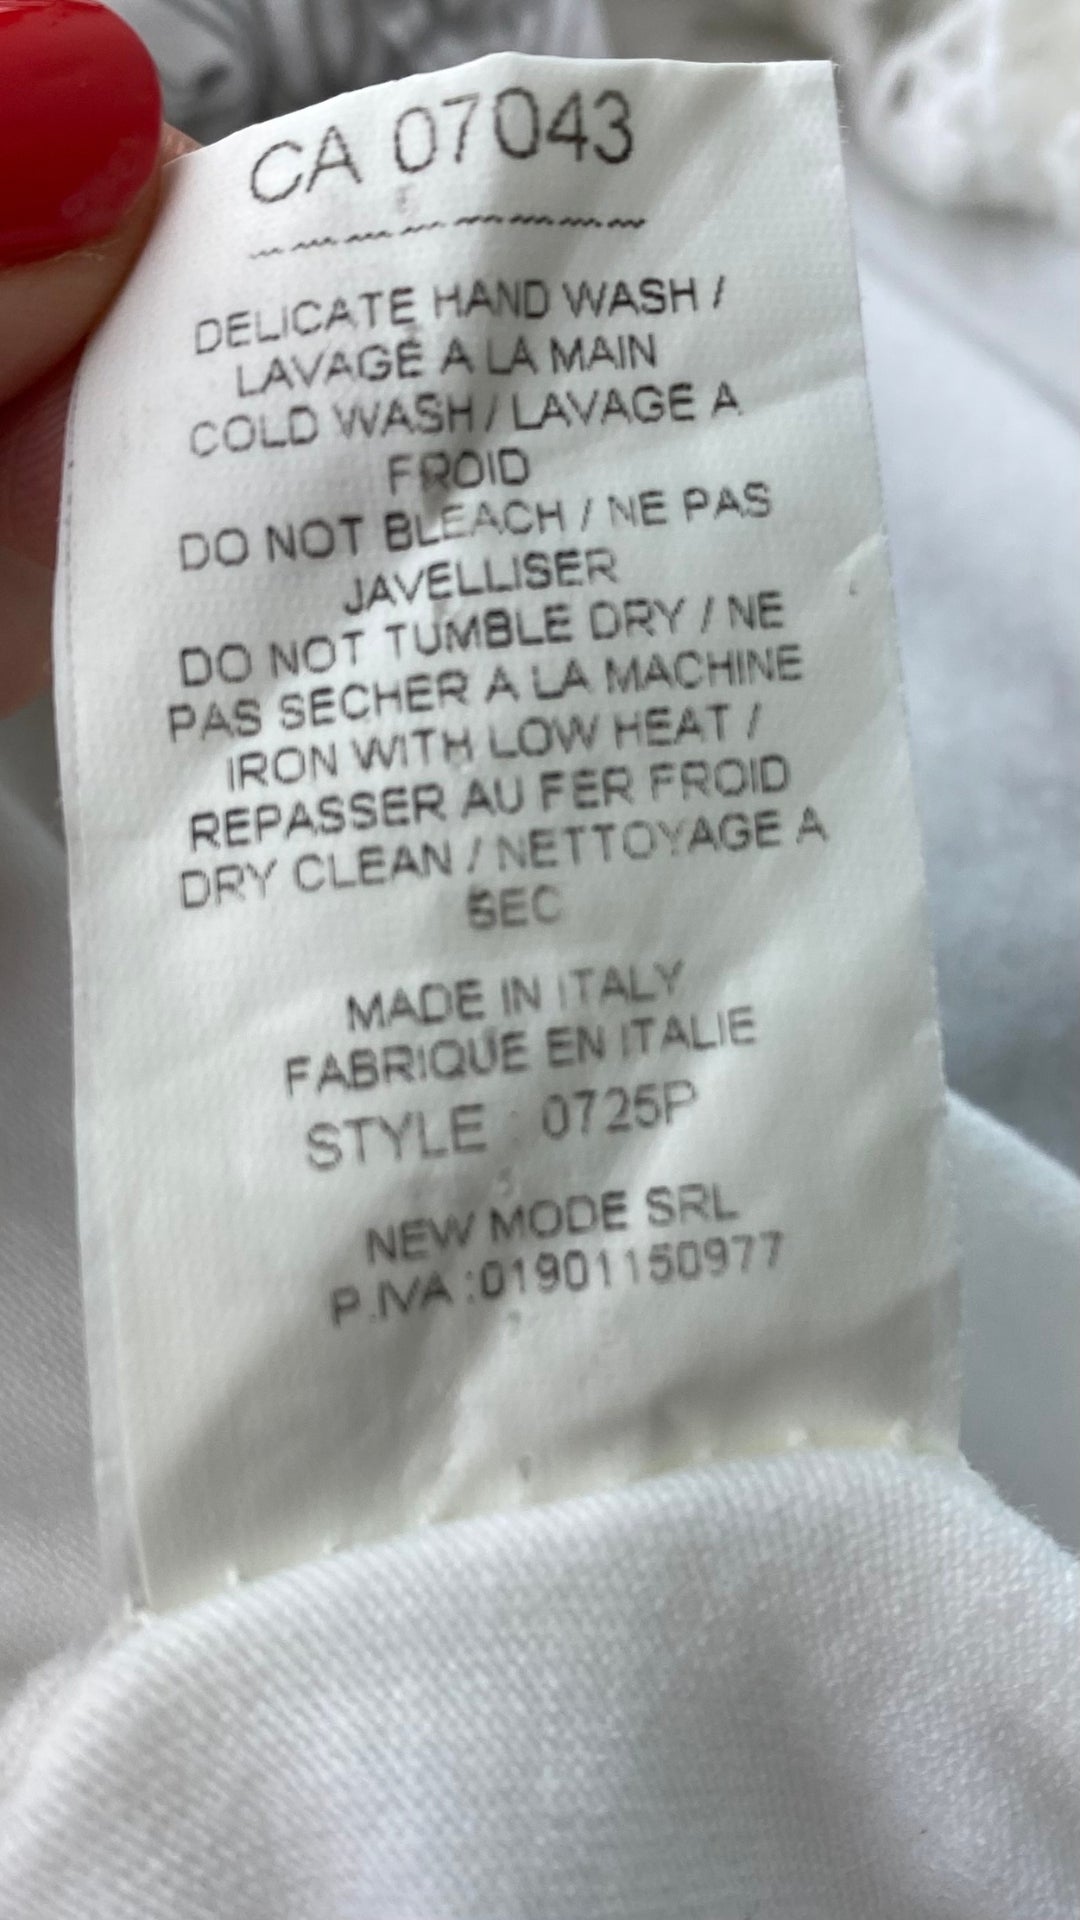 CA 07043
DELICATE HAND WASH /
LAVAGE A LA MAIN
COLD WASH / LAVAGE A
FROID
DO NOT BLEACH / NE PAS
JAVELLISER
DO NOT TUMBLE DRY / NE
PAS SECHER A LA MACHINE
IRON WITH LOW HEAT /
REPASSER AU FER FROID
DRY CLEAN / NETTOYAGE A
SEC
MADE IN ITALY
FABRIQUE EN ITALIE
STYLE : 0725P
NEW MODE SRL
P.IVA :01901150977